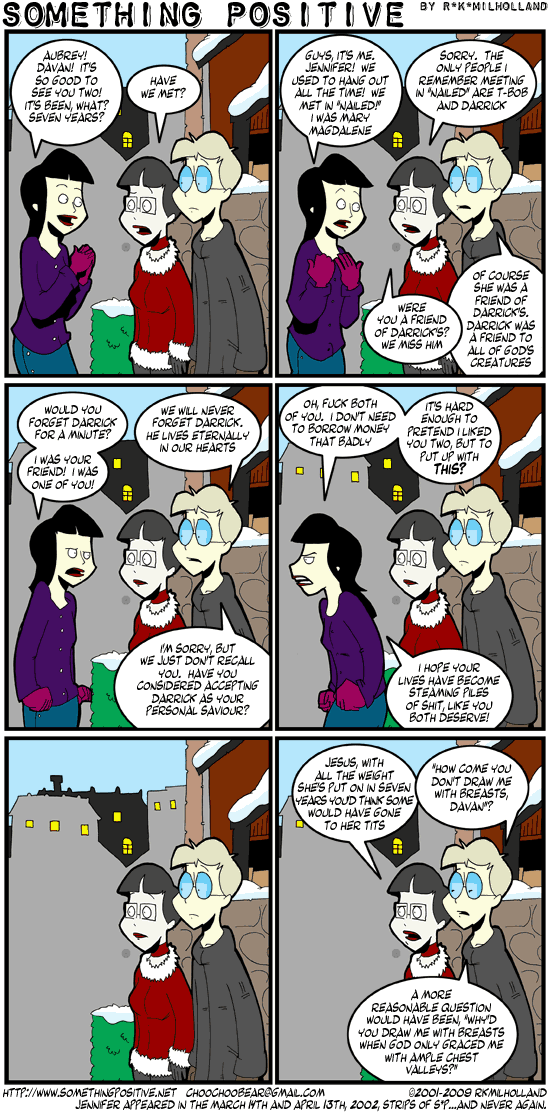 SOMETHING POSITIVE BY R*K*MILHOLLAND
AUBREY!
DAVAN! IT'S
SO GOOD TO
SEE YOU TWO!
IT'S BEEN, WHAT?
SEVEN YEARS?
HAVE
WE MET?
GUYS, IT'S ME.
JENNIFER! WE
USED TO HANG OUT
ALL THE TIME! WE
MET IN "NAILED!"
I WAS MARY
MAGDALENE
SORRY. THE
ONLY PEOPLE I
REMEMBER MEETING
IN "NAILED" ARE T-BOB
AND DARRICK
WERE
YOU A FRIEND
OF DARRICK'S?
WE MISS HIM
OF COURSE
SHE WAS A
FRIEND OF
DARRICK'S.
DARRICK WAS
A FRIEND TO
ALL OF GOD'S
CREATURES
WOULD YOU
FORGET DARRICK
FOR A MINUTE?
I WAS YOUR
FRIEND! I WAS
ONE OF YOU!
WE WILL NEVER
FORGET DARRICK.
HE LIVES ETERNALLY
IN OUR HEARTS
I'M SORRY, BUT
WE JUST DON'T RECALL
YOU. HAVE YOU
CONSIDERED ACCEPTING
DARRICK AS YOUR
PERSONAL SAVIOUR?
OH, FUCK BOTH
OF YOU. I DON'T NEED
TO BORROW MONEY
THAT BADLY
IT'S HARD
ENOUGH TO
PRETEND I LIKED
YOU TWO, BUT TO
PUT UP WITH
THIS?
I HOPE YOUR
LIVES HAVE BECOME
STEAMING PILES
OF SHIT, LIKE YOU
BOTH DESERVE!
JESUS, WITH
ALL THE WEIGHT
SHE'S PUT ON IN SEVEN
YEARS YOU'D THINK SOME
WOULD HAVE GONE
TO HER TITS
"HOW COME YOU
DON'T DRAW ME
WITH BREASTS,
DAVAN"?
A MORE
REASONABLE QUESTION
WOULD HAVE BEEN, "WHY'D
YOU DRAW ME WITH BREASTS
WHEN GOD ONLY GRACED ME
WITH AMPLE CHEST
VALLEYS?"
HTTP://WWW.SOMETHINGPOSITIVE.NET CHOOCHOOBEAR@GMAIL.COM ©2001-2009 RKMILHOLLAND
JENNIFER APPEARED IN THE MARCH 14TH AND APRIL 13TH, 2002, STRIPS OF S*P...AND NEVER AGAIN.